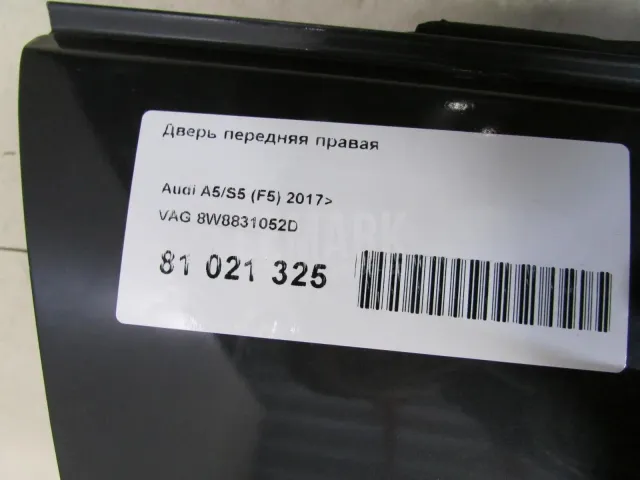 Дверь передняя правая
Audi A5/S5 (F5) 2017>
VAG 8W8831052D
81 021 325